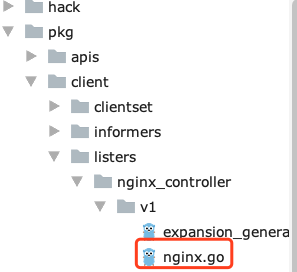 hack
pkg
apis
client
clientset
informers
listers
nginx_controller
v1
expansion_genera
nginx.go